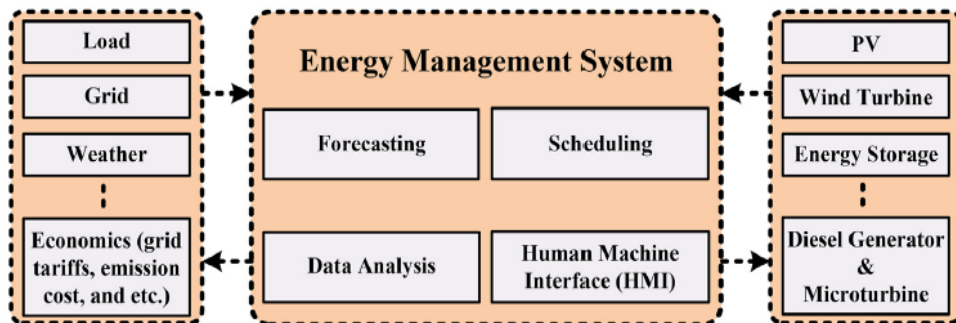 Load
Grid
Weather
Economics (grid
tariffs, emission
cost, and etc.)
Energy Management System
Forecasting
Scheduling
Data Analysis
Human Machine
Interface (HMI)
PV
Wind Turbine
Energy Storage
Diesel Generator
&
Microturbine